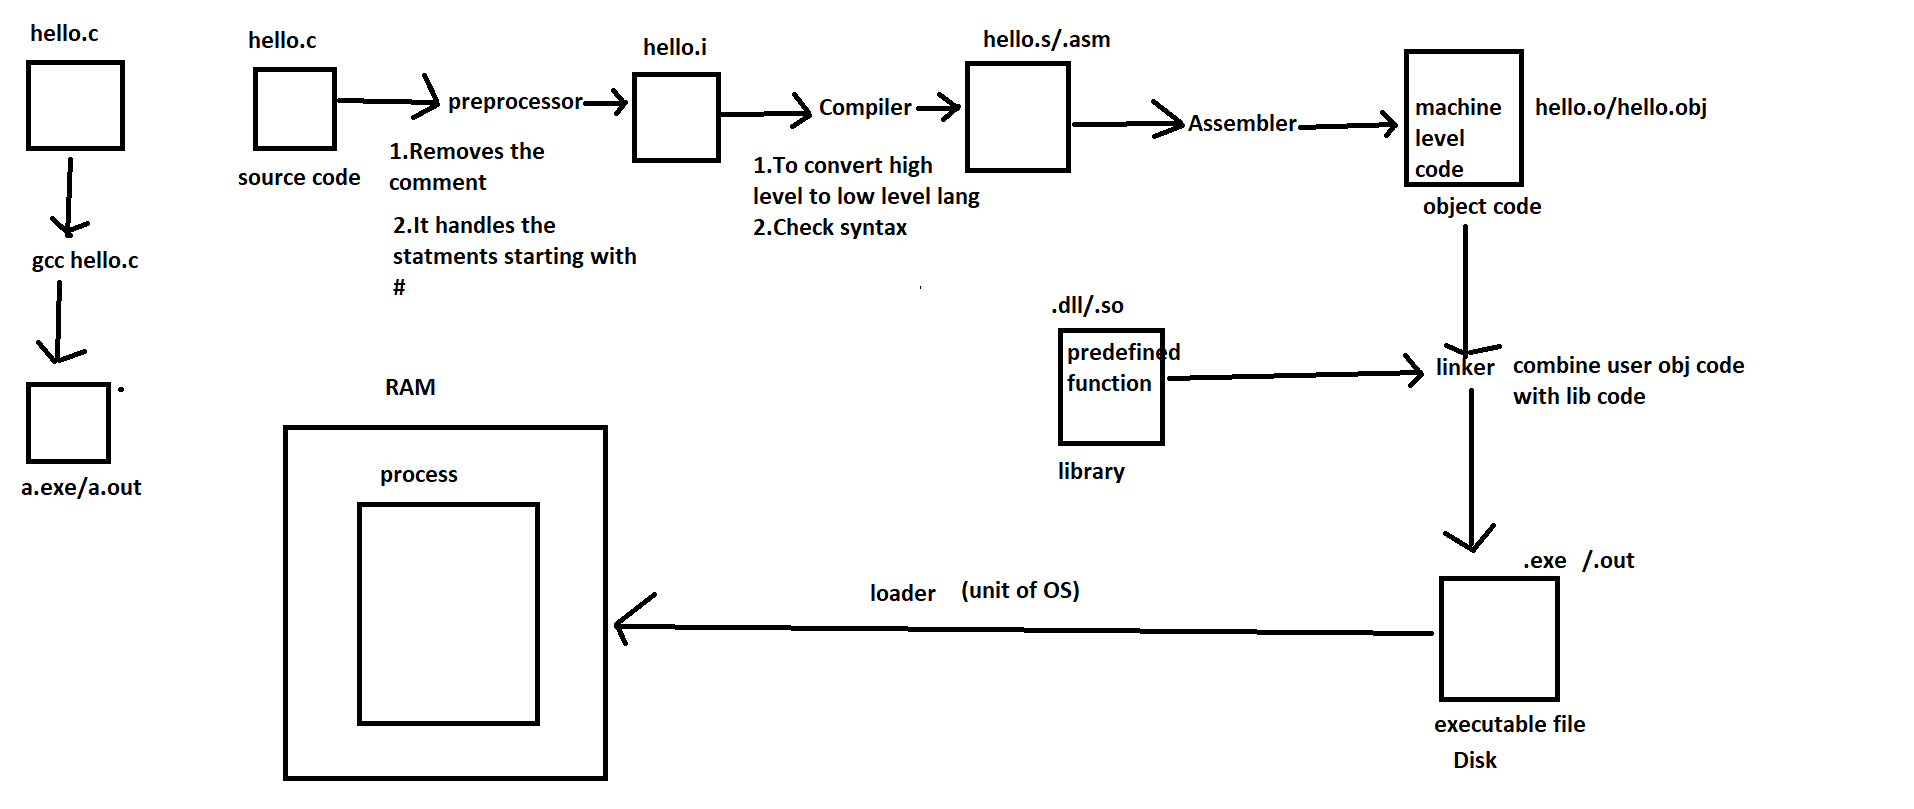 hello.c
gcc hello.c
a.exe/a.out
hello.c
source code
preprocessor
1.Removes the
comment
2.It handles the
statments starting with
#
hello.i
Compiler
1.To convert high
level to low level lang
2.Check syntax
hello.s/.asm
Assembler
machine
level
code
hello.o/hello.obj
object code
.dll/.so
predefined
function
library
linker
combine user obj code
with lib code
.exe /.out
executable file
Disk
loader (unit of OS)
RAM
process